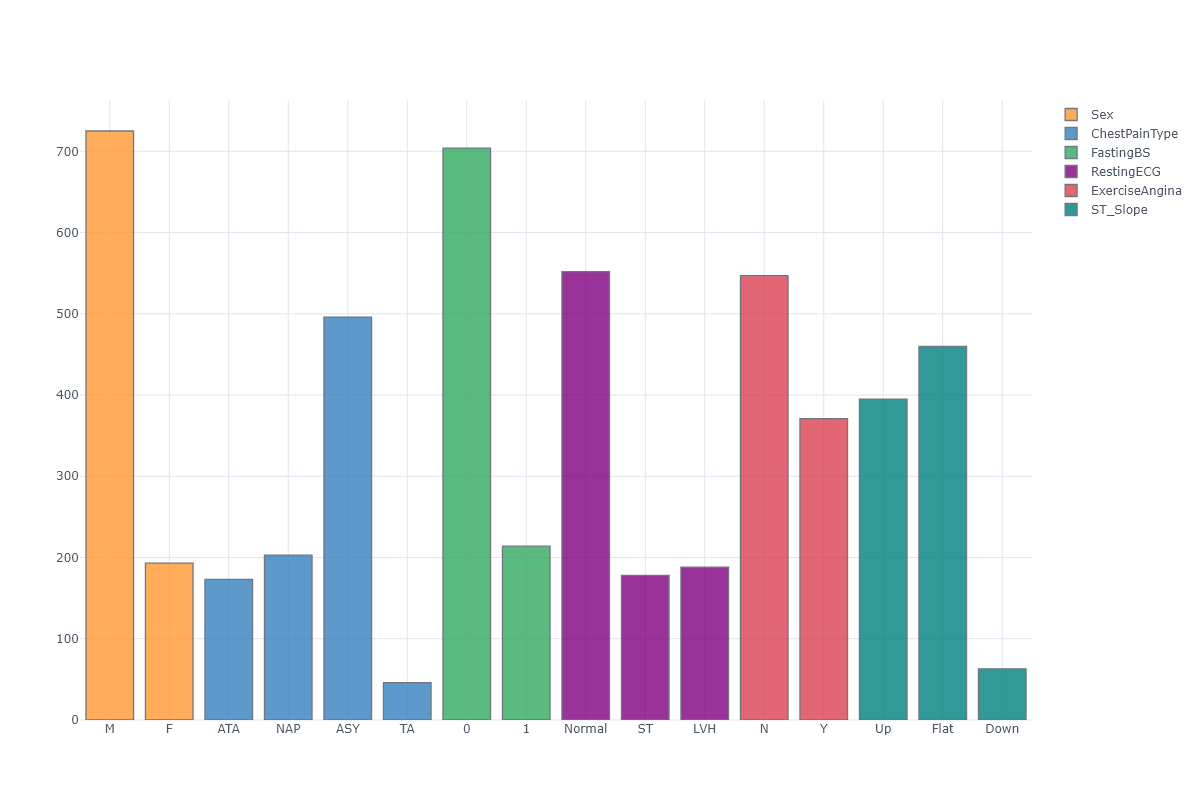 700
600
500
400
300
200
100
0
M F ATA NAP ASY TA 0 1 Normal ST LVH N Y Up Flat Down
Sex
ChestPainType
FastingBS
RestingECG
ExerciseAngina
ST_Slope